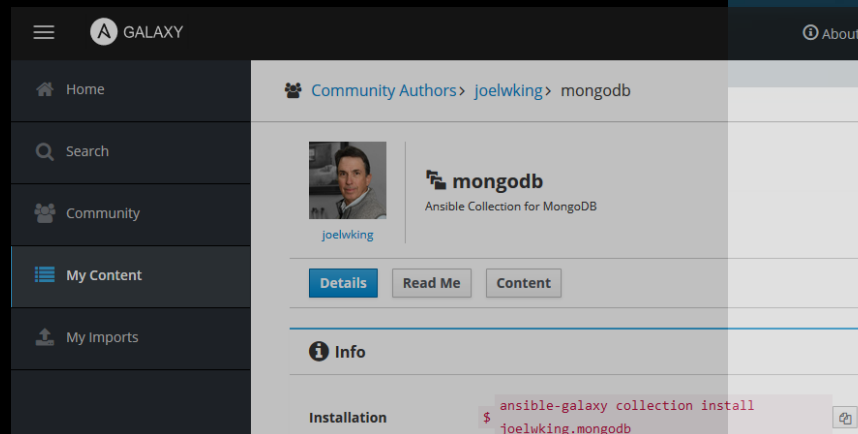 GALAXY
About
Home
Search
Community
My Content
My Imports
Community Authors› joelwking› mongodb
mongodb
Ansible Collection for MongoDB
joelwking
Details
Read Me
Content
Info
Installation
$ ansible-galaxy collection install
joelwking.mongodb